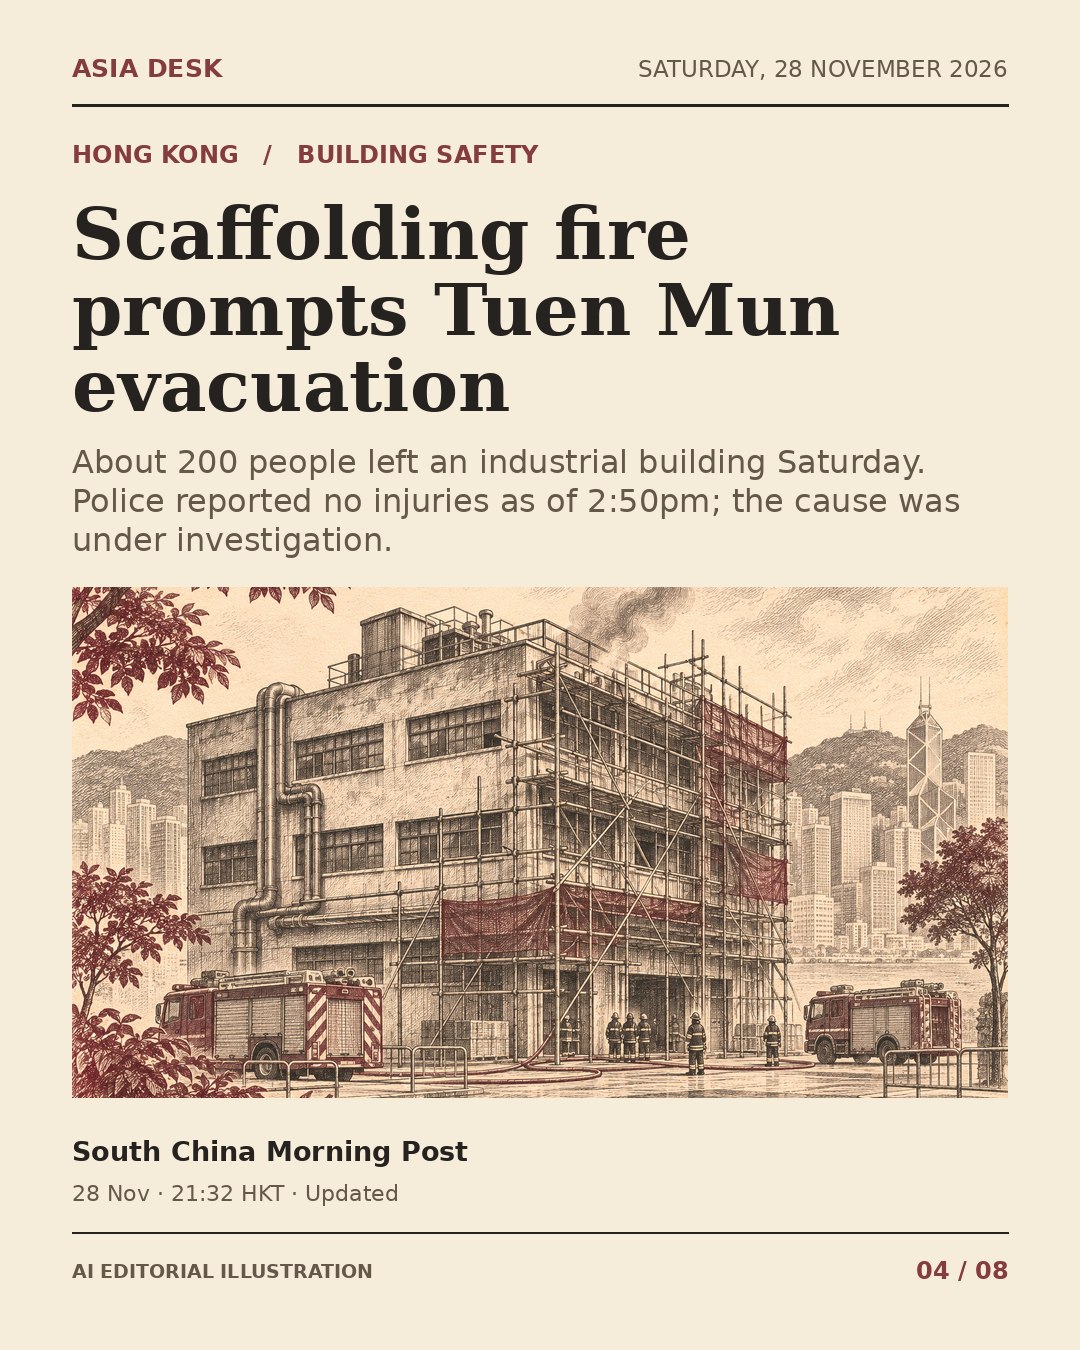 ASIA DESK
SATURDAY, 28 NOVEMBER 2026
HONG KONG / BUILDING SAFETY
Scaffolding fire
prompts Tuen Mun
evacuation
About 200 people left an industrial building Saturday.
Police reported no injuries as of 2:50pm; the cause was
under investigation.
South China Morning Post
28 Nov · 21:32 HKT · Updated
AI EDITORIAL ILLUSTRATION
04 / 08